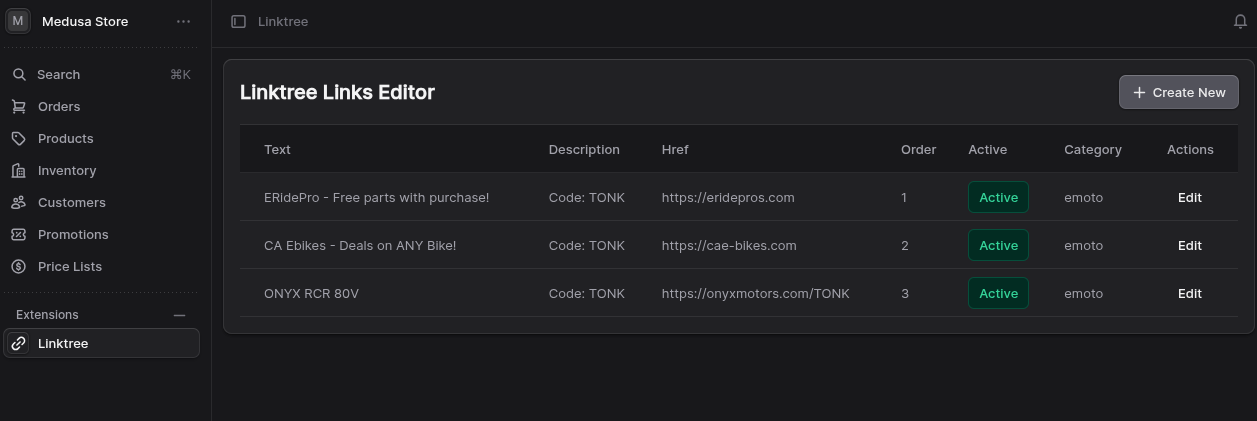 M Medusa Store
Linktree
Search ⌘K
Orders
Products
Inventory
Customers
Promotions
Price Lists
Extensions
Linktree
Linktree Links Editor
Create New
Text Description Href Order Active Category Actions
ERidePro - Free parts with purchase! Code: TONK https://eridepros.com 1 Active emoto Edit
CA Ebikes - Deals on ANY Bike! Code: TONK https://cae-bikes.com 2 Active emoto Edit
ONYX RCR 80V Code: TONK https://onyxmotors.com/TONK 3 Active emoto Edit